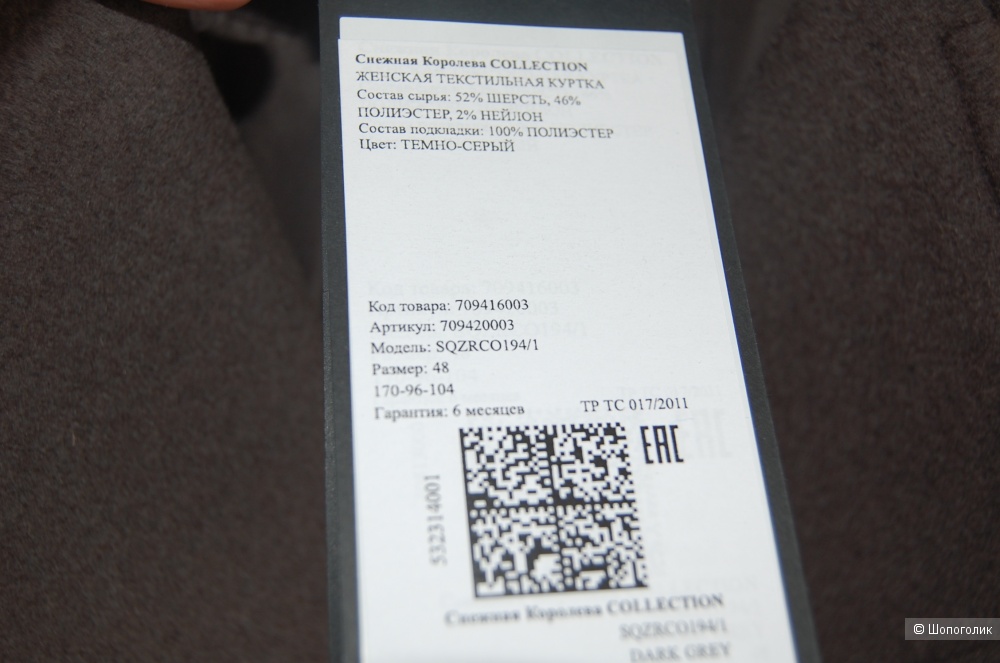 Снежная Королева COLLECTION
ЖЕНСКАЯ ТЕКСТИЛЬНАЯ КУРТКА
Состав сырья: 52% ШЕРСТЬ, 46%
ПОЛИЭСТЕР, 2% НЕЙЛОН
Состав подкладки: 100% ПОЛИЭСТЕР
Цвет: ТЕМНО-СЕРЫЙ
Код товара: 709416003
Артикул: 709420003
Модель: SQZRCO194/1
Размер: 48
170-96-104
Гарантия: 6 месяцев ТР ТС 017/2011
EAC
532314001
Снежная Королева COLLECTION
SQZRCO194/1
DARK GREY
© Шопоголик